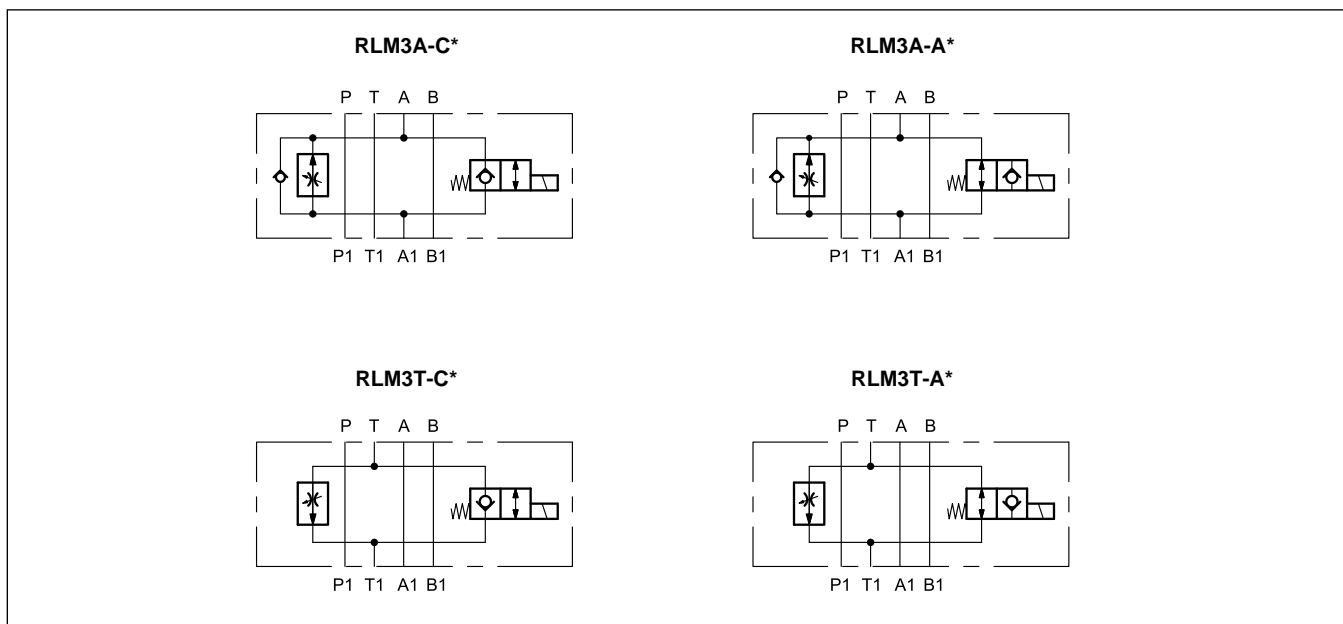 RLM3A-C*
RLM3A-A*
P T A B
P T A B
P1 T1 A1 B1
P1 T1 A1 B1
RLM3T-C*
RLM3T-A*
P T A B
P T A B
P1 T1 A1 B1
P1 T1 A1 B1